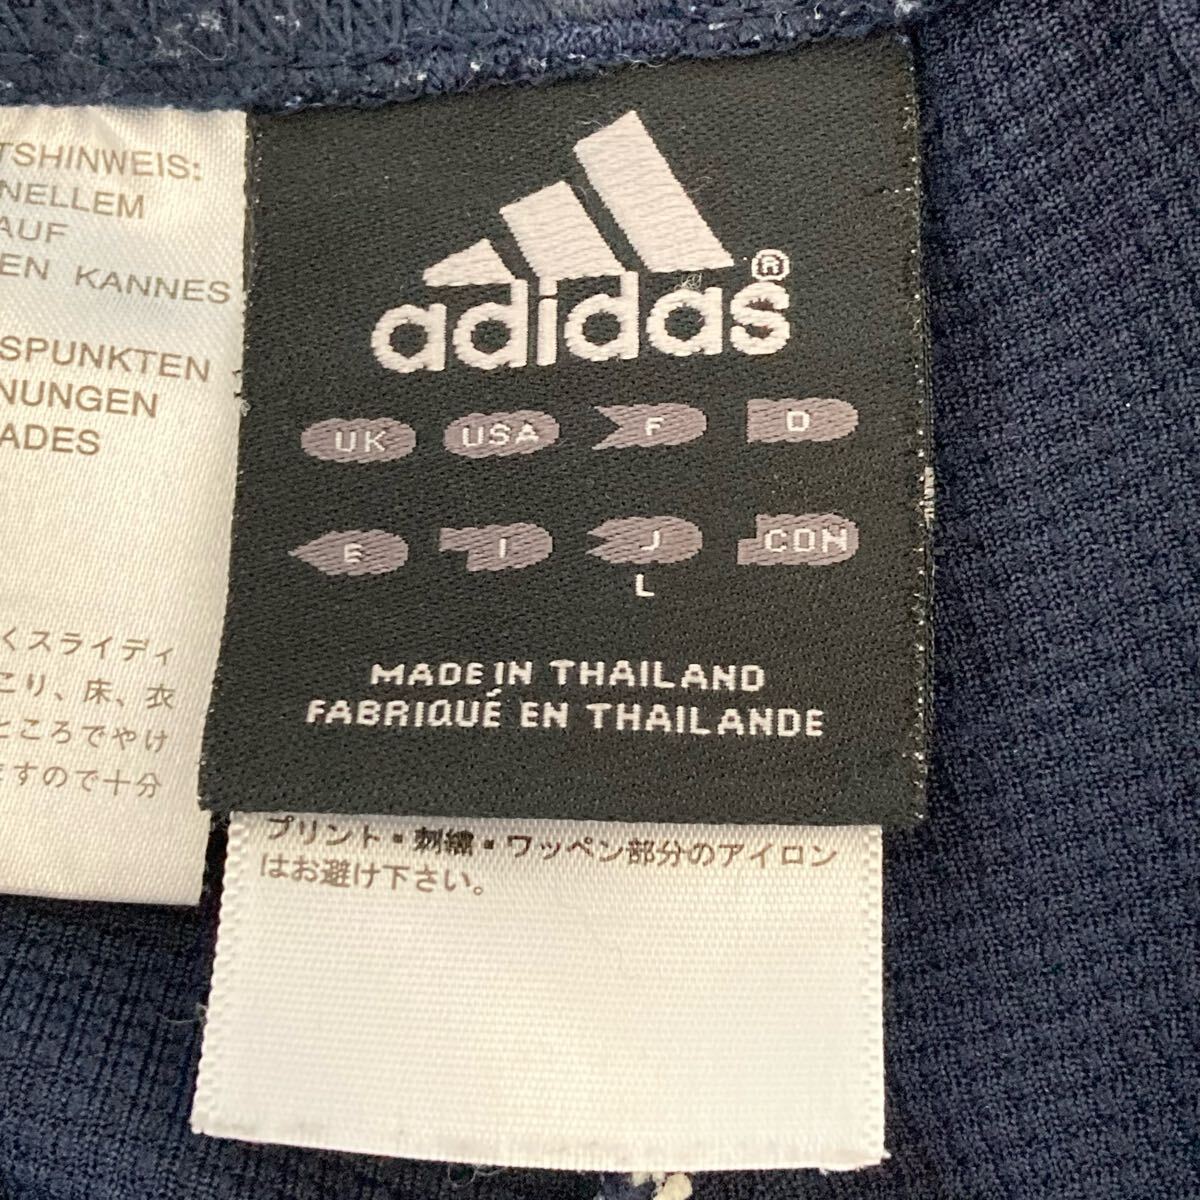 TSHINWEIS:
NELLEM
AUF
EN KANNES
SPUNKTEN
NUNGEN
ADES
くスライディ
こり、床、衣
ところでやけ
ますので十分
adidas®
UK USA F D
E I J CDN
L
MADE IN THAILAND
FABRIQUÉ EN THAILANDE
プリント・刺繍・ワッペン部分のアイロン
はお避け下さい。